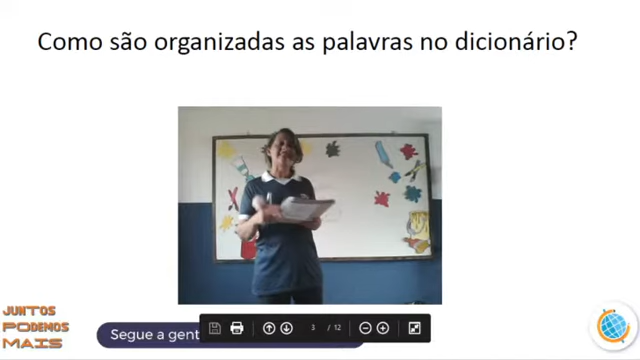 Como são organizadas as palavras no dicionário?
JUNTOS
PODEMOS
MAIS
Segue a gent
3 / 12